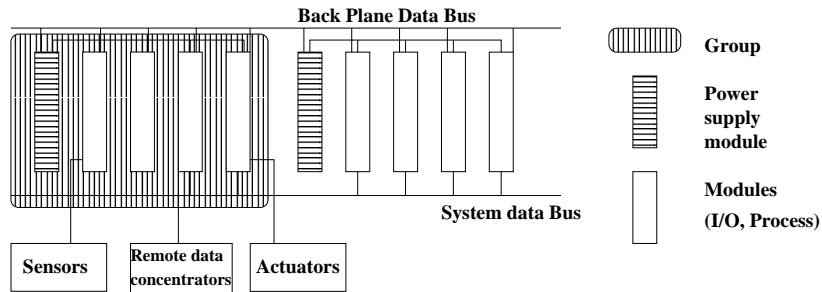 Back Plane Data Bus
Group
Power
supply
module
Modules
(I/O, Process)
System data Bus
Sensors
Remote data
concentrators
Actuators